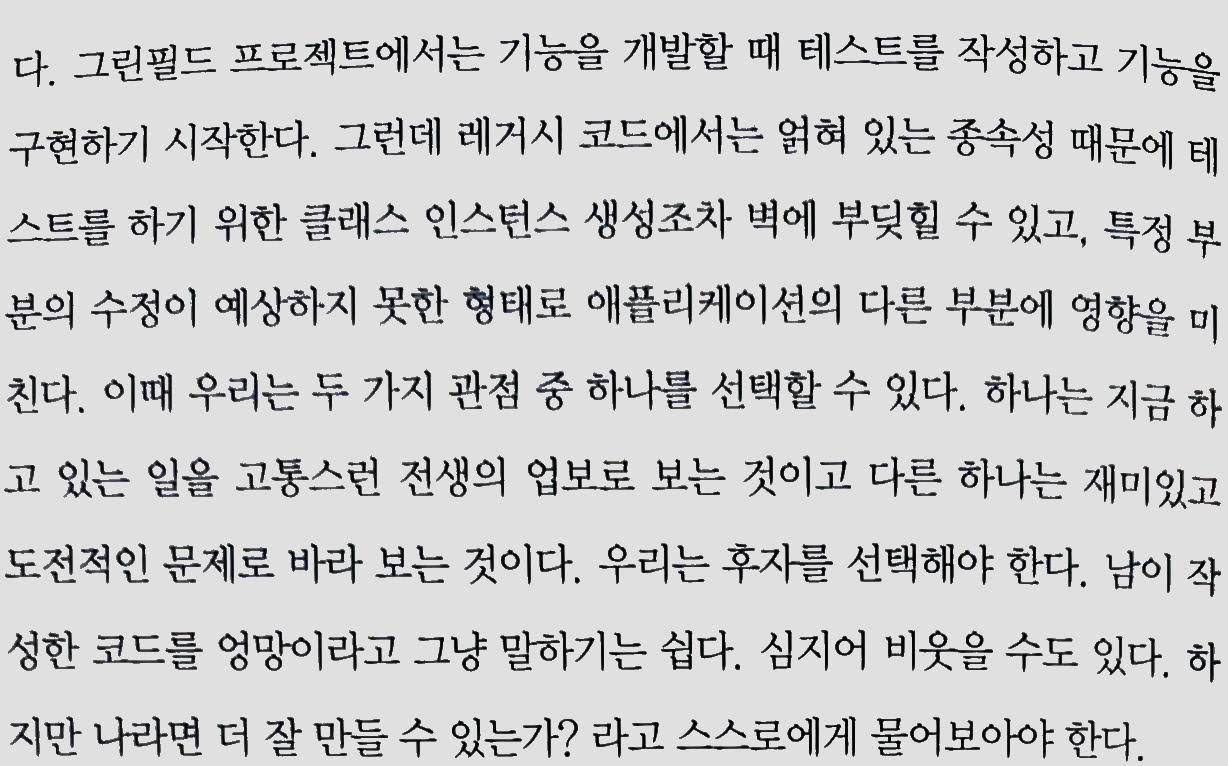 다. 그린필드 프로젝트에서는 기능을 개발할 때 테스트를 작성하고 기능을
구현하기 시작한다. 그런데 레거시 코드에서는 얽혀 있는 종속성 때문에 테
스트를 하기 위한 클래스 인스턴스 생성조차 벽에 부딪힐 수 있고, 특정 부
분의 수정이 예상하지 못한 형태로 애플리케이션의 다른 부분에 영향을 미
친다. 이때 우리는 두 가지 관점 중 하나를 선택할 수 있다. 하나는 지금 하
고 있는 일을 고통스런 전생의 업보로 보는 것이고 다른 하나는 재미있고
도전적인 문제로 바라 보는 것이다. 우리는 후자를 선택해야 한다. 남이 작
성한 코드를 엉망이라고 그냥 말하기는 쉽다. 심지어 비웃을 수도 있다. 하
지만 나라면 더 잘 만들 수 있는가? 라고 스스로에게 물어보아야 한다.